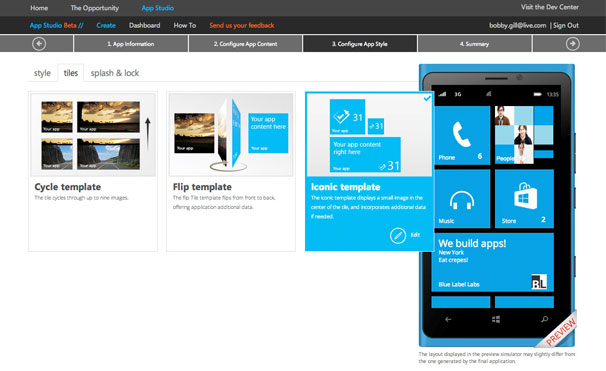 Home The Opportunity App Studio Visit the Dev Center
App Studio Beta // Create Dashboard How To Send us your feedback bobby.gill@live.com | Sign Out
1. App Information 2. Configure App Content 3. Configure App Style 4. Summary
style tiles splash & lock
Your app Your app
Your app Your app
Cycle template
The tile cycles through up to nine images.
Your app
Your app
content here
Flip template
The flip Tile template flips from front to back,
offering application additional data.
31
31
Your app
Your app content
right here
31
Iconic template
The iconic template displays a small image in the
center of the tile, and incorporates additional data
if needed.
Edit
3G 13:35
Phone 6
People
Music
Store 2
We build apps!
New York
Eat crepes!
Blue Label Labs
BL
PREVIEW
The layout displayed in the preview simulator may slightly differ from
the one generated by the final application.